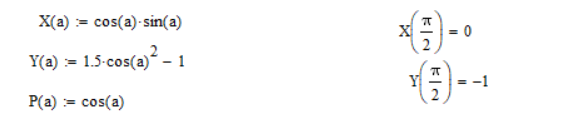 X(a) := cos(a)·sin(a)
Y(a) := 1.5·cos(a)² − 1
P(a) := cos(a)
X(π/2) = 0
Y(π/2) = −1